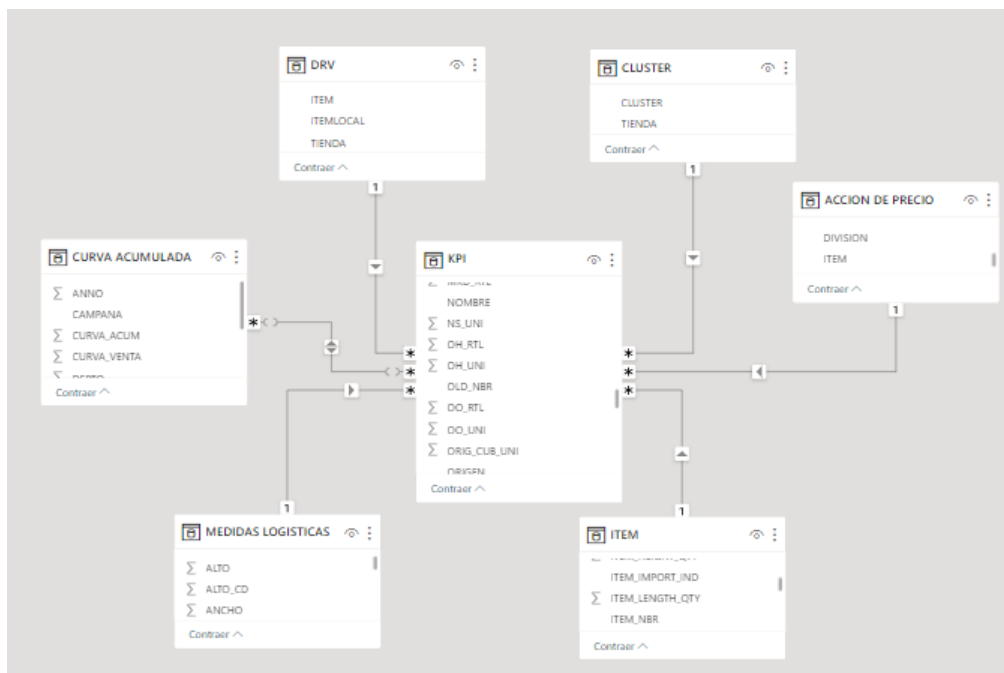 DRV
ITEM
ITEMLOCAL
TIENDA
Contraer
1
CLUSTER
CLUSTER
TIENDA
Contraer
1
ACCION DE PRECIO
DIVISION
ITEM
Contraer
1
CURVA ACUMULADA
ANNO
CAMPANA
CURVA_ACUM
CURVA_VENTA
Contraer
*
KPI
NOMBRE
NS_UNI
OH_RTL
OH_UNI
OLD_NBR
OO_RTL
OO_UNI
ORIG_CUB_UNI
ORIGEN
Contraer
*
*
*
*
*
*
MEDIDAS LOGISTICAS
ALTO
ALTO_CD
ANCHO
Contraer
1
ITEM
ITEM_IMPORT_IND
ITEM_LENGTH_QTY
ITEM_NBR
Contraer
1